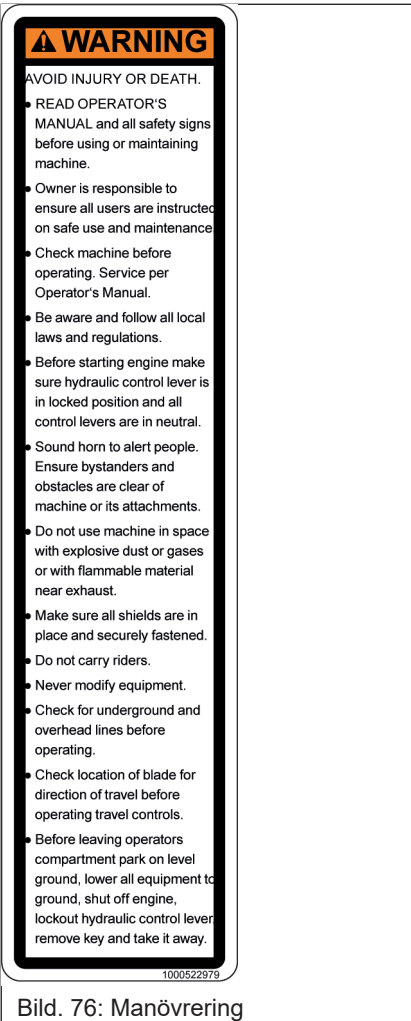 WARNING
AVOID INJURY OR DEATH.
• READ OPERATOR'S
MANUAL and all safety signs
before using or maintaining
machine.
• Owner is responsible to
ensure all users are instructed
on safe use and maintenance
• Check machine before
operating. Service per
Operator's Manual.
• Be aware and follow all local
laws and regulations.
• Before starting engine make
sure hydraulic control lever is
in locked position and all
control levers are in neutral.
• Sound horn to alert people.
Ensure bystanders and
obstacles are clear of
machine or its attachments.
• Do not use machine in space
with explosive dust or gases
or with flammable material
near exhaust.
• Make sure all shields are in
place and securely fastened.
• Do not carry riders.
• Never modify equipment.
• Check for underground and
overhead lines before
operating.
• Check location of blade for
direction of travel before
operating travel controls.
• Before leaving operators
compartment park on level
ground, lower all equipment to
ground, shut off engine,
lockout hydraulic control lever,
remove key and take it away.
1000522979
Bild. 76: Manövrering